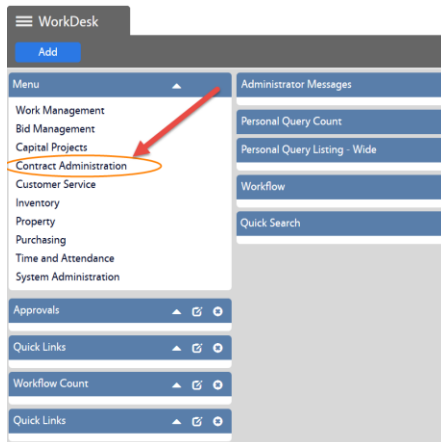 WorkDesk
Add
Menu
Work Management
Bid Management
Capital Projects
Contract Administration
Customer Service
Inventory
Property
Purchasing
Time and Attendance
System Administration
Approvals
Quick Links
Workflow Count
Quick Links
Administrator Messages
Personal Query Count
Personal Query Listing - Wide
Workflow
Quick Search